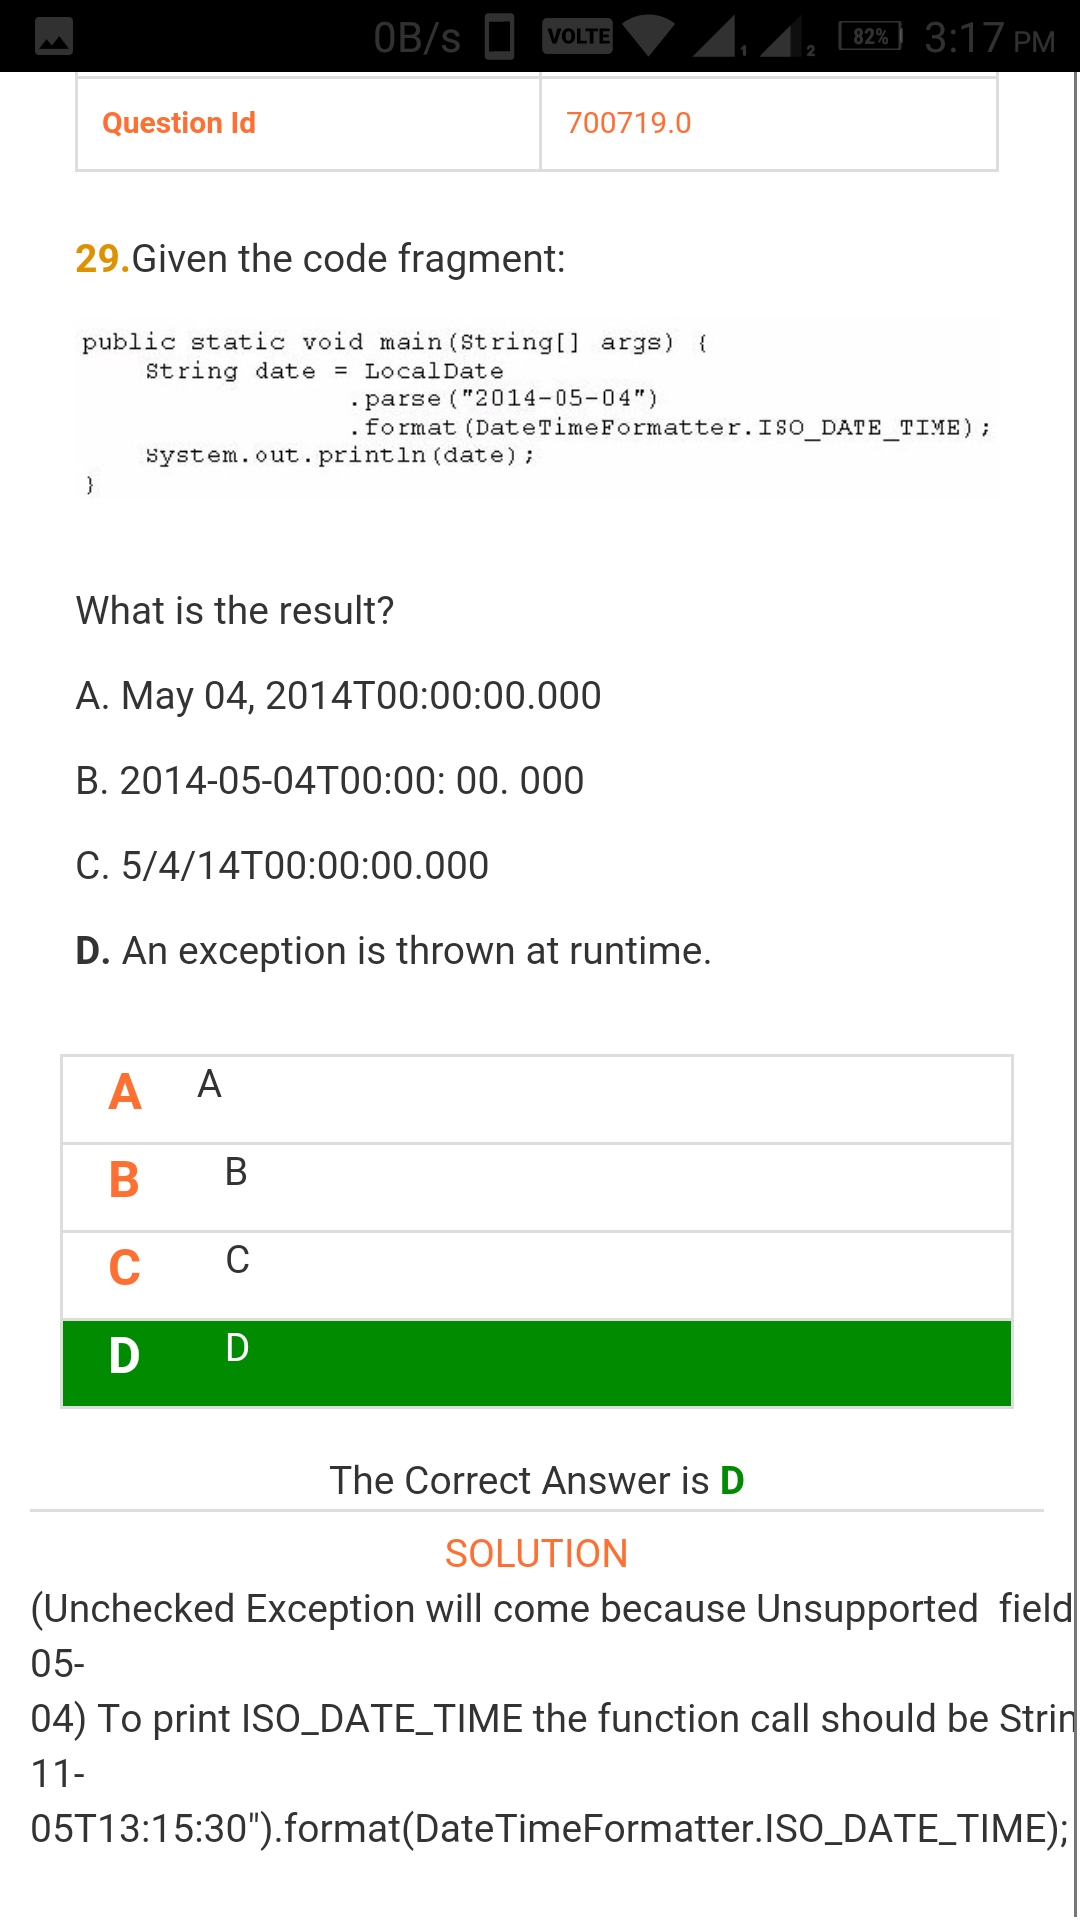 0B/s VOLTE 1 2 82% 3:17 PM
Question Id 700719.0
29.Given the code fragment:
public static void main(String[] args) {
String date = LocalDate
.parse("2014-05-04")
.format(DateTimeFormatter.ISO_DATE_TIME);
System.out.println(date);
}
What is the result?
A. May 04, 2014T00:00:00.000
B. 2014-05-04T00:00: 00. 000
C. 5/4/14T00:00:00.000
D. An exception is thrown at runtime.
A A
B B
C C
D D
The Correct Answer is D
SOLUTION
(Unchecked Exception will come because Unsupported field
05-
04) To print ISO_DATE_TIME the function call should be Strin
11-
05T13:15:30").format(DateTimeFormatter.ISO_DATE_TIME);